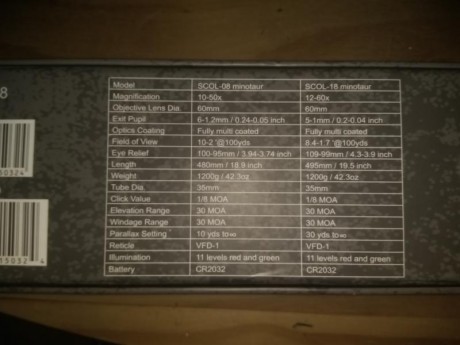 8
Model SCOL-08 minotaur SCOL-18 minotaur
Magnification 10-50x 12-60x
Objective Lens Dia. 60mm 60mm
Exit Pupil 6-1.2mm / 0.24-0.05 inch 5-1mm / 0.2-0.04 inch
Optics Coating Fully multi coated Fully multi coated
Field of View 10-2 '@100yds 8.4-1.7 '@100yds
Eye Relief 100-95mm / 3.94-3.74 inch 109-99mm / 4.3-3.9 inch
Length 480mm / 18.9 inch 495mm / 19.5 inch
Weight 1200g / 42.3oz 1200g / 42.3oz
Tube Dia. 35mm 35mm
Click Value 1/8 MOA 1/8 MOA
Elevation Range 30 MOA 30 MOA
Windage Range 30 MOA 30 MOA
Parallax Setting 10 yds to∞ 30 yds to∞
Reticle VFD-1 VFD-1
Illumination 11 levels red and green 11 levels red and green
Battery CR2032 CR2032